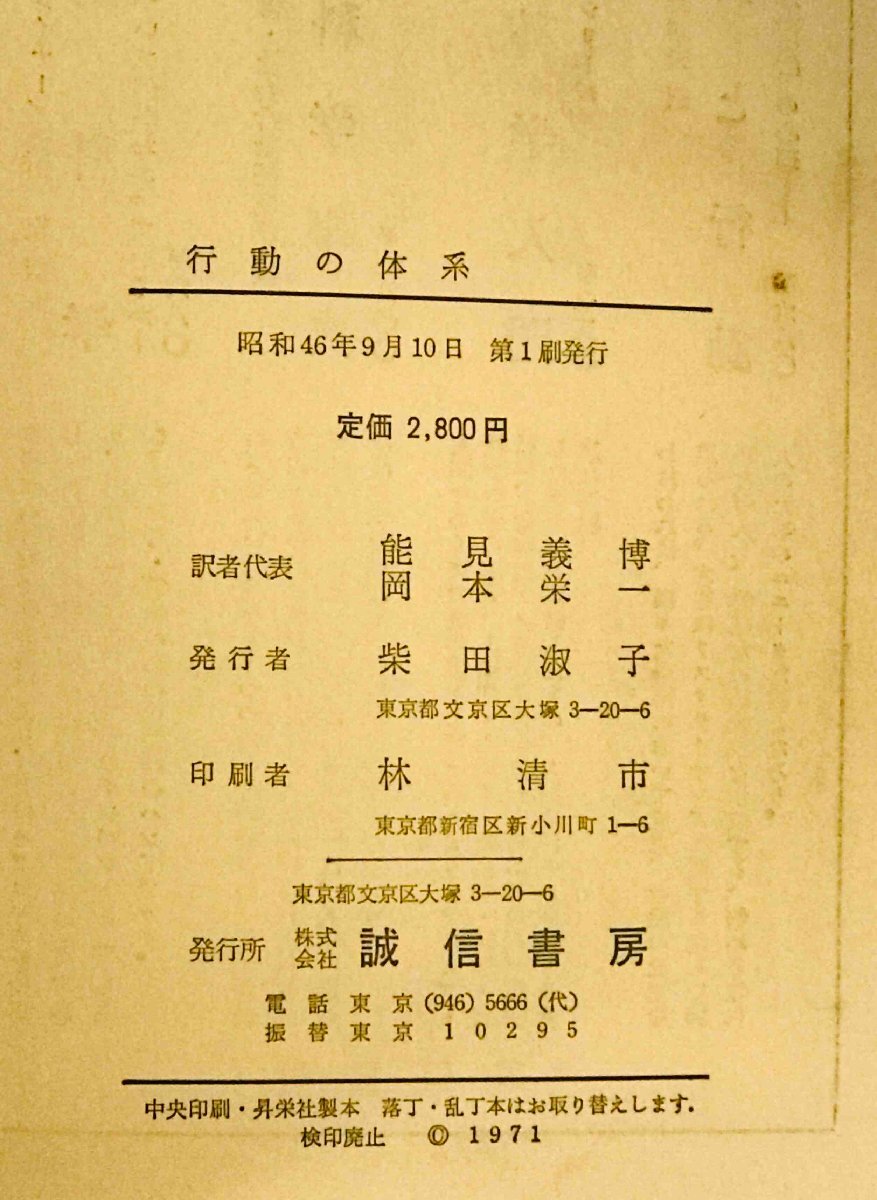 行動の体系
昭和46年9月10日 第1刷発行
定価 2,800円
訳者代表 能見義博
岡本栄一
発行者 柴田淑子
東京都文京区大塚 3―20―6
印刷者 林清市
東京都新宿区新小川町 1―6
東京都文京区大塚 3―20―6
発行所 株式会社 誠信書房
電話東京 (946) 5666 (代)
振替東京 10295
中央印刷・昇栄社製本 落丁・乱丁本はお取り替えします.
検印廃止 © 1971